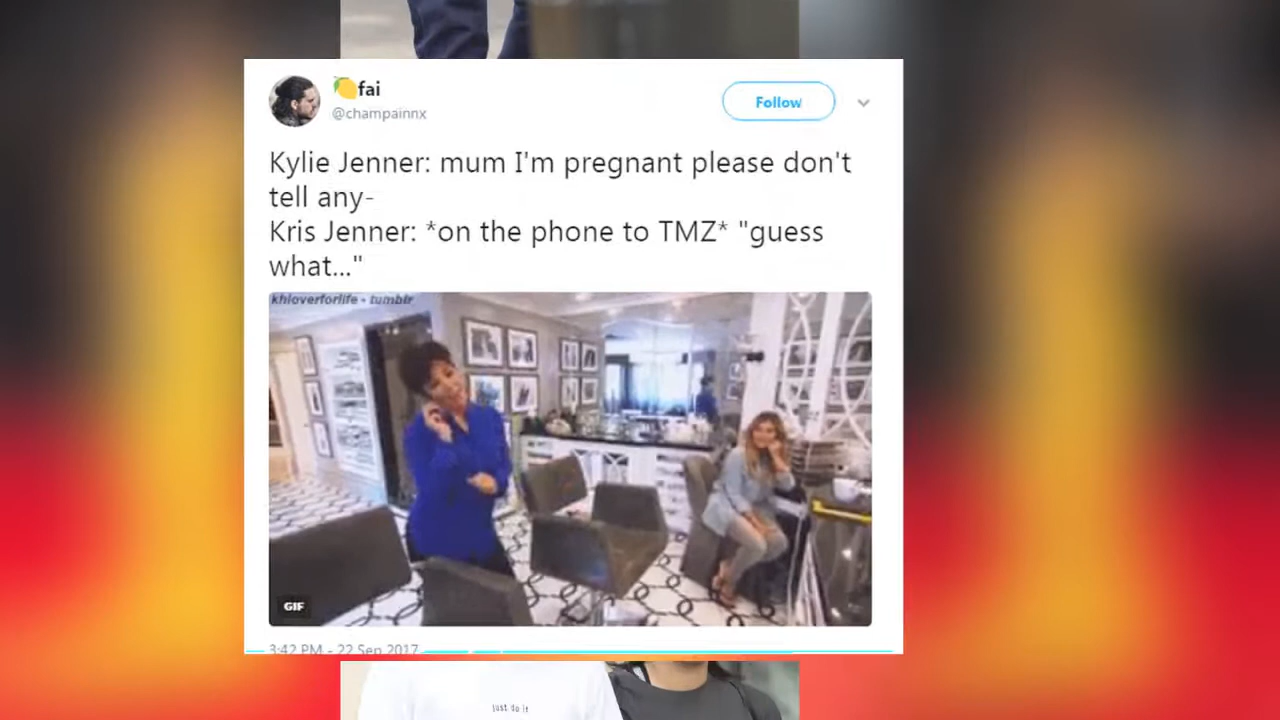 🍋fai
@champainnx
Follow
Kylie Jenner: mum I'm pregnant please don't
tell any-
Kris Jenner: *on the phone to TMZ* "guess
what..."
khloverforlife - tumblr
GIF
3:42 PM - 22 Sep 2017
just do it